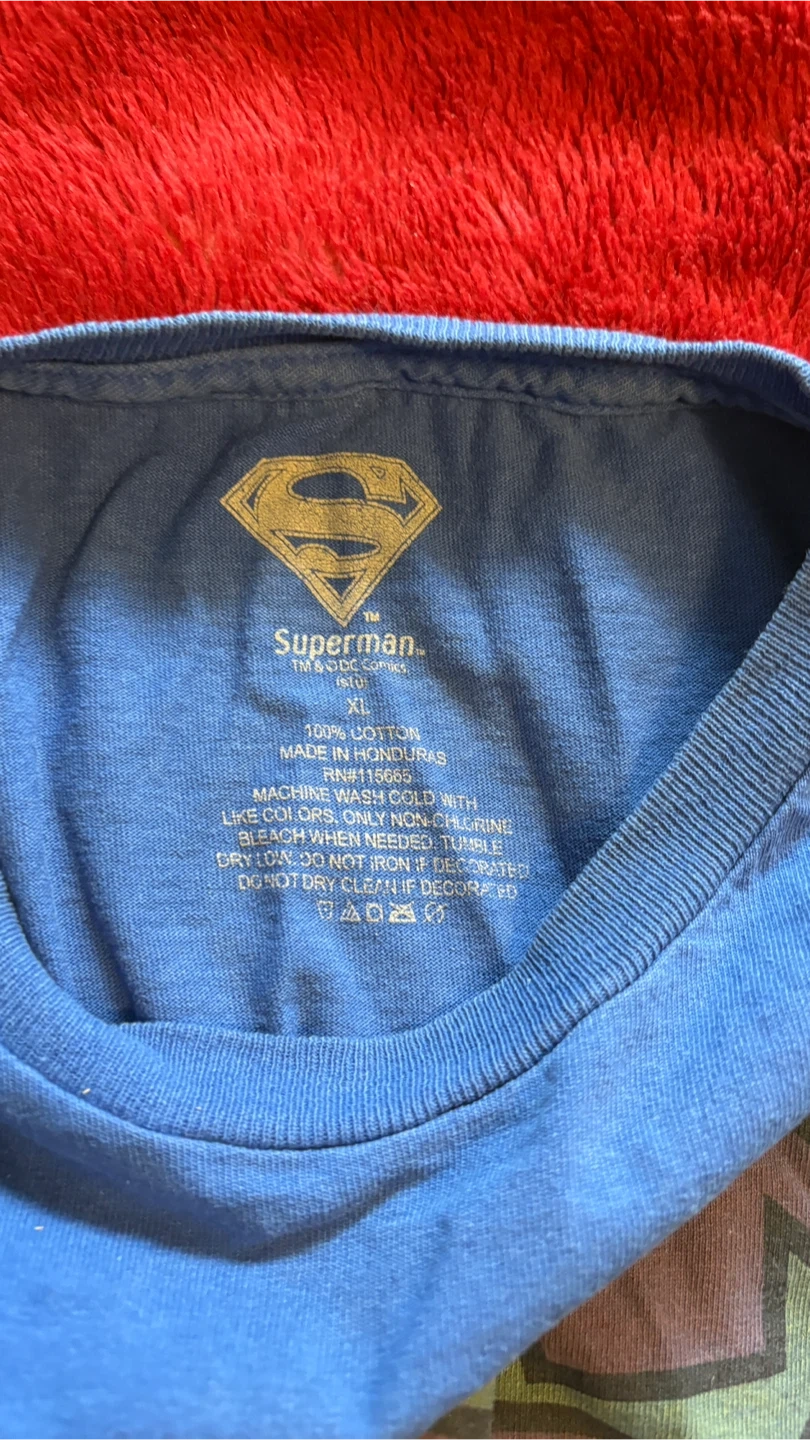 S
TM
Superman™
TM & © DC Comics
(s10)
XL
100% COTTON
MADE IN HONDURAS
RN#115665
MACHINE WASH COLD WITH
LIKE COLORS. ONLY NON-CHLORINE
BLEACH WHEN NEEDED. TUMBLE
DRY LOW. DO NOT IRON IF DECORATED
DO NOT DRY CLEAN IF DECORATED